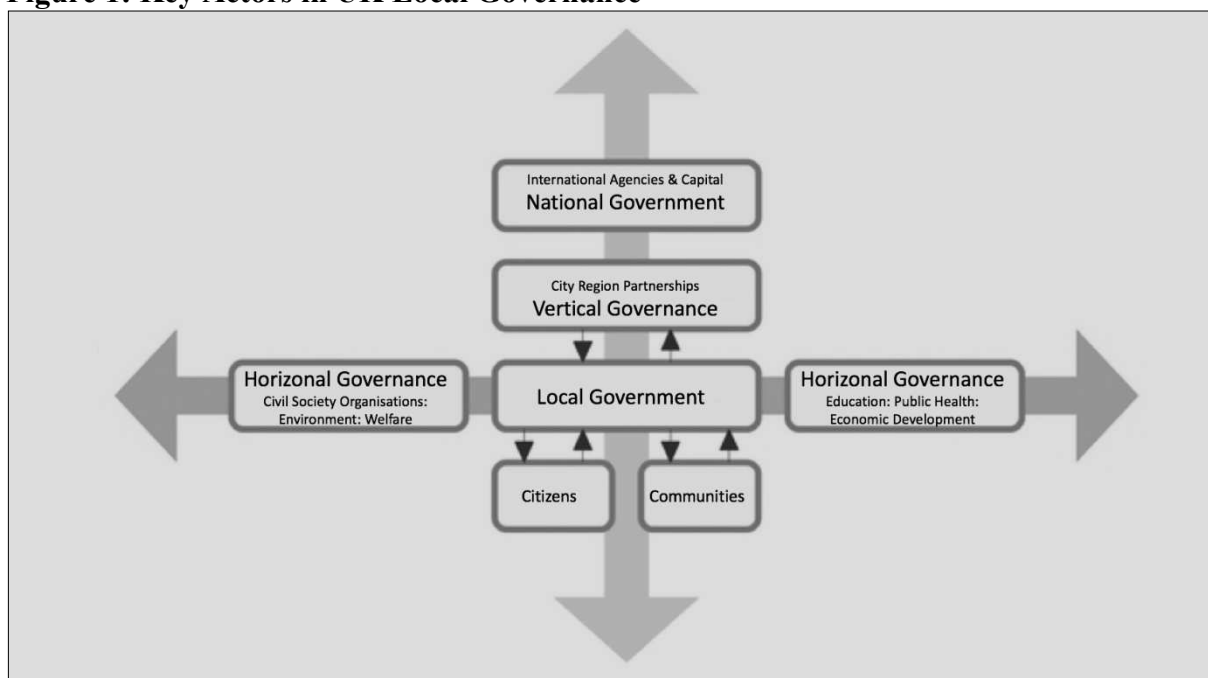 Figure 1: Key Actors in UK Local Governance
International Agencies & Capital
National Government
City Region Partnerships
Vertical Governance
Horizonal Governance
Civil Society Organisations:
Environment: Welfare
Local Government
Horizonal Governance
Education: Public Health:
Economic Development
Citizens
Communities